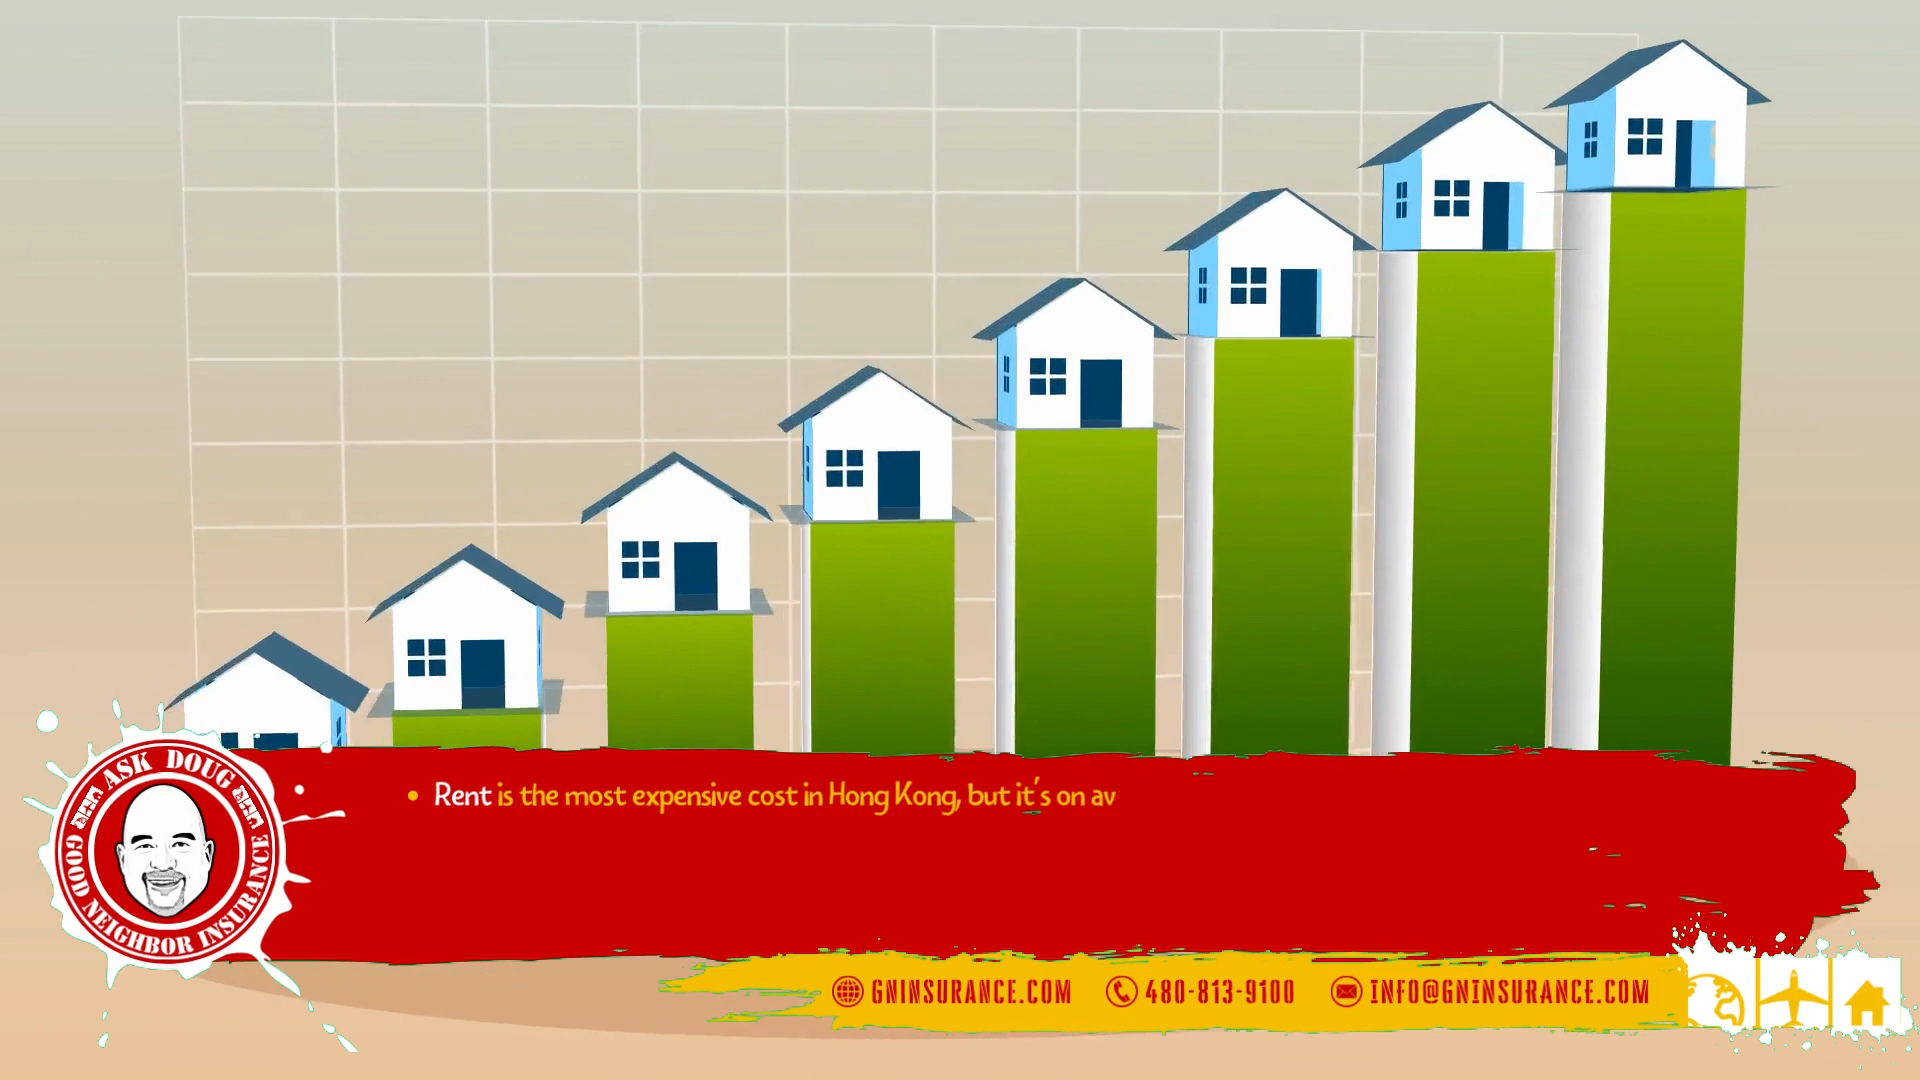 ASK DOUG
GOOD NEIGHBOR INSURANCE
• Rent is the most expensive cost in Hong Kong, but it's on av
GNINSURANCE.COM 480-813-9100 INFO@GNINSURANCE.COM